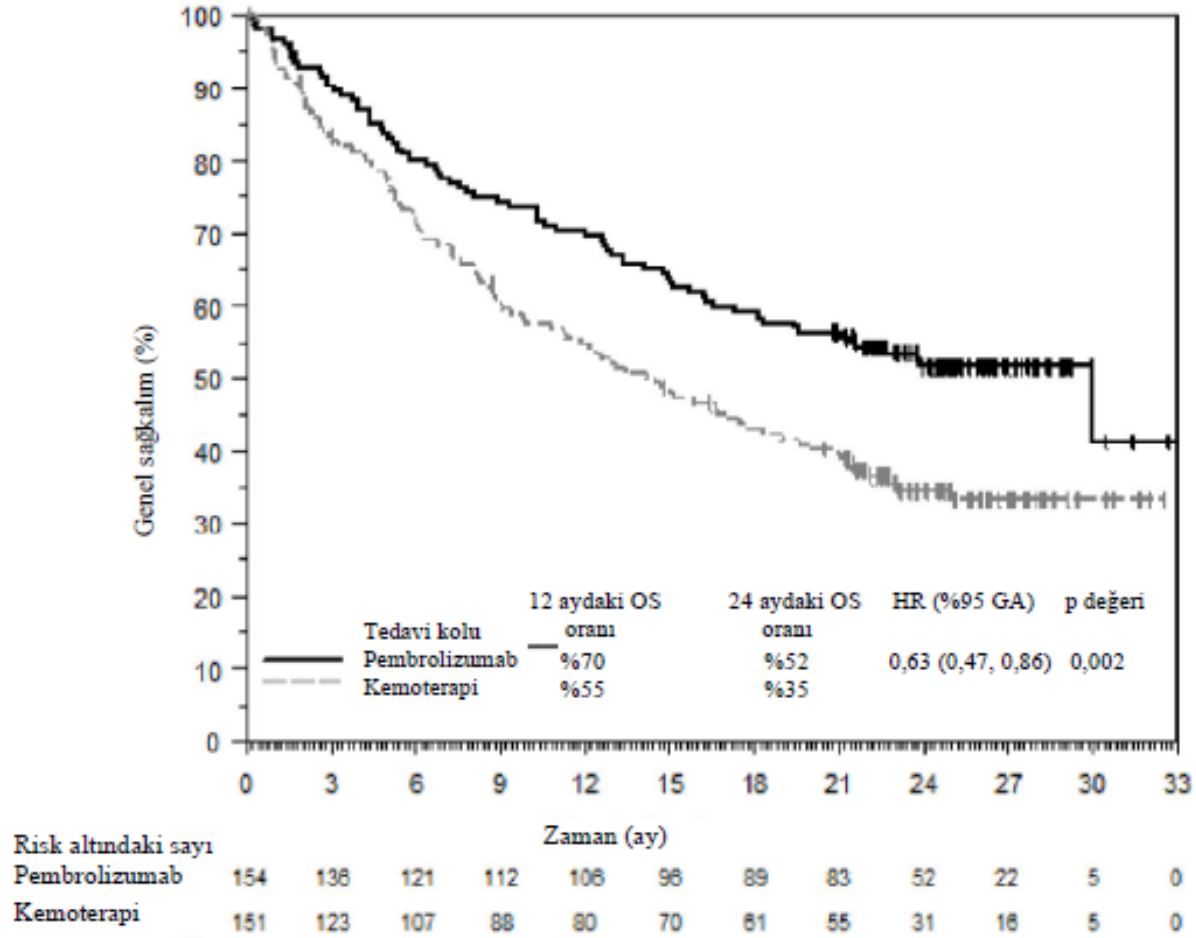 Genel sağkalım (%)
100
90
80
70
60
50
40
30
20
10
0
12 aydaki OS oranı 24 aydaki OS oranı HR (%95 GA) p değeri
Tedavi kolu
Pembrolizumab %70 %52 0,63 (0,47, 0,86) 0,002
Kemoterapi %55 %35
0 3 6 9 12 15 18 21 24 27 30 33
Zaman (ay)
Risk altındaki sayı
Pembrolizumab 154 136 121 112 106 96 89 83 52 22 5 0
Kemoterapi 151 123 107 88 80 70 61 55 31 16 5 0